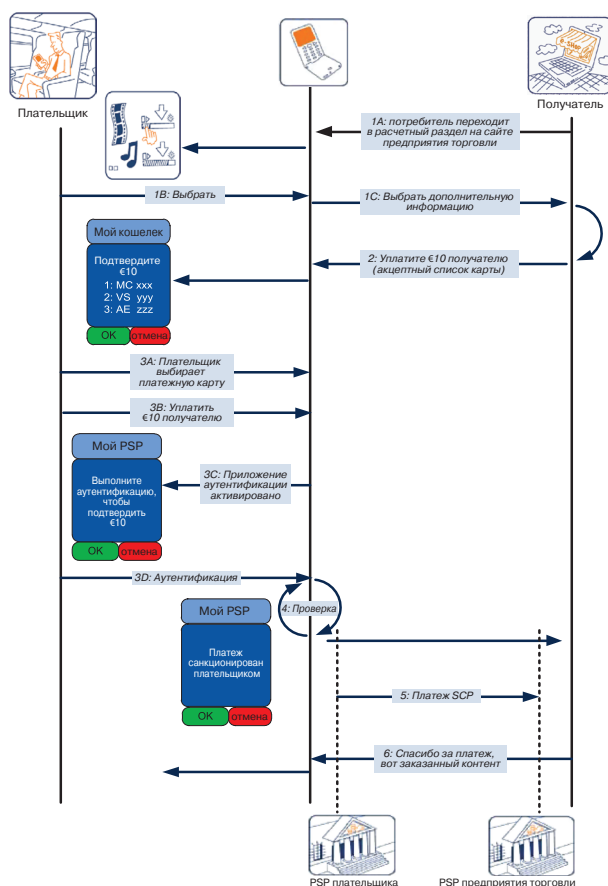 E-SHOP
Плательщик
Получатель
1A: потребитель переходит
в расчетный раздел на сайте
предприятия торговли
1B: Выбрать
1C: Выбрать дополнительную
информацию
Мой кошелек
Подтвердите
€10
1: MC xxx
2: VS yyy
3: AE zzz
OK отмена
2: Уплатите €10 получателю
(акцептный список карты)
3A: Плательщик
выбирает
платежную карту
3B: Уплатить
€10 получателю
Мой PSP
Выполните
аутентификацию,
чтобы
подтвердить
€10
OK отмена
3C: Приложение
аутентификации
активировано
3D: Аутентификация
4: Проверка
Мой PSP
Платеж
санкционирован
плательщиком
OK отмена
5: Платеж SCP
6: Спасибо за платеж,
вот заказанный контент
PSP плательщика
PSP предприятия торговли